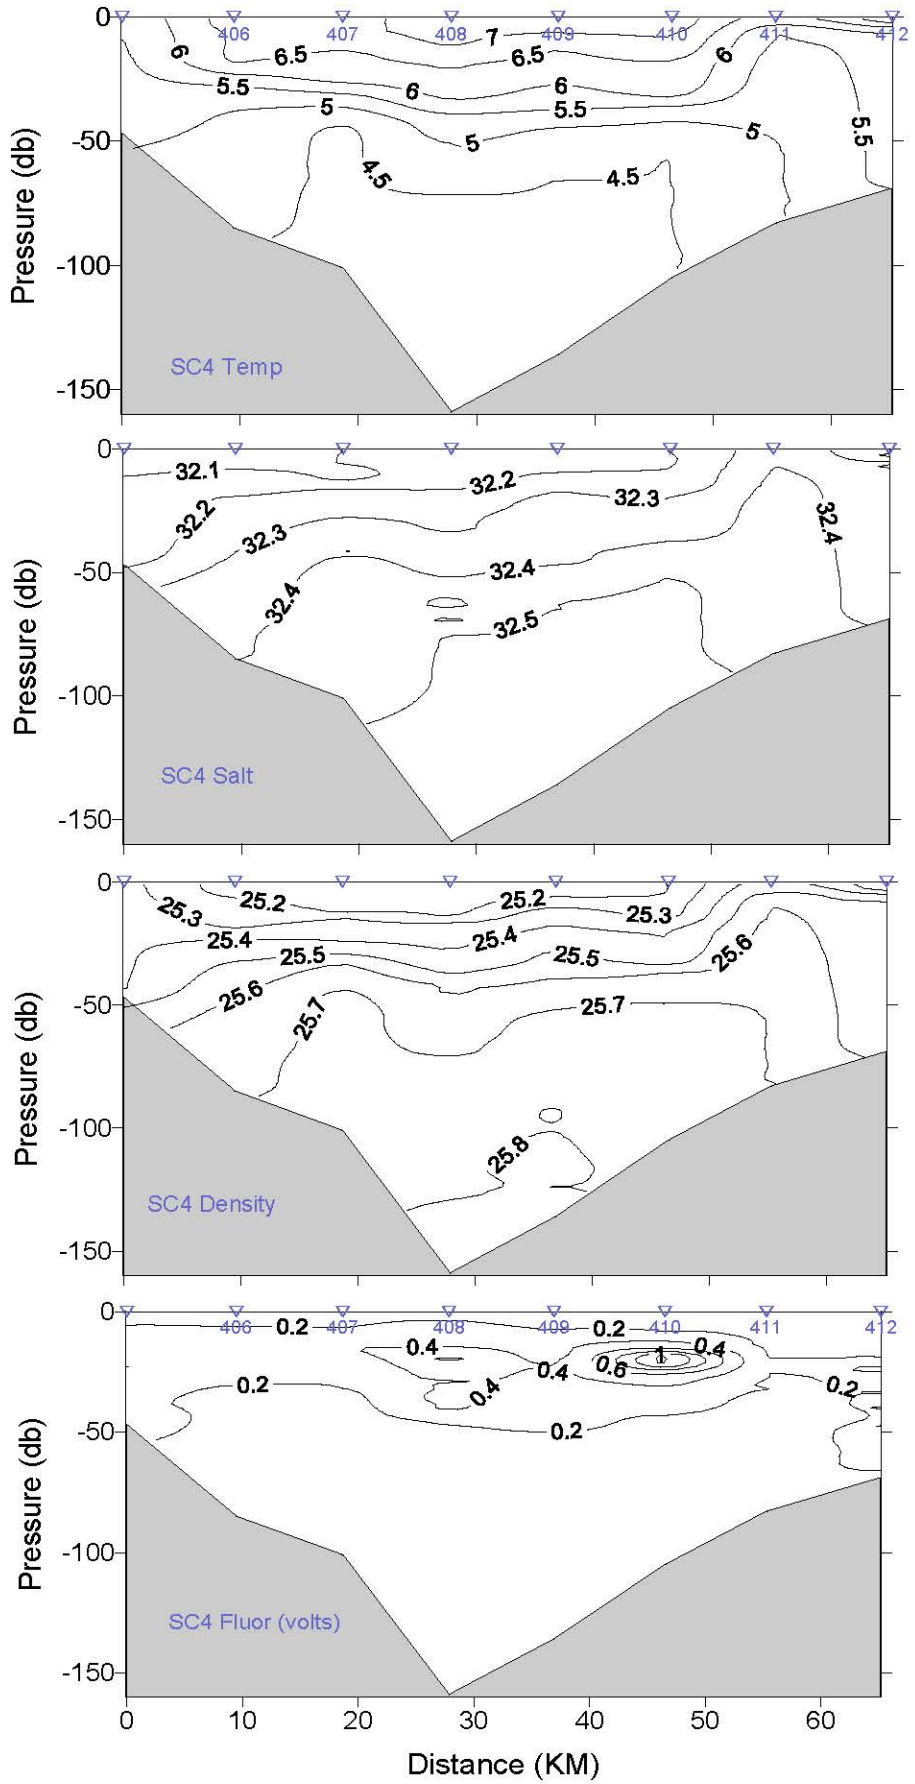 0
406 407 408 409 410 411 412
7
6 6.5 6.5 6
5.5 6 6
5.5
5 5 5
5.5
-50
4.5 4.5
Pressure (db)
-100
SC4 Temp
-150
0
32.1 32.2
32.2 32.3
32.3 32.4
32.4
-50
32.4
32.5
Pressure (db)
-100
SC4 Salt
-150
0
25.2 25.2
25.3 25.3
25.4 25.4
25.5 25.5 25.6
25.6
-50
25.7 25.7
Pressure (db)
-100
25.8
SC4 Density
-150
0
406 407 408 409 410 411 412
0.2 0.2
0.4 1 0.4
0.4 0.6
0.2 0.4 0.2
0.2
-50
Pressure (db)
-100
SC4 Fluor (volts)
-150
0 10 20 30 40 50 60
Distance (KM)